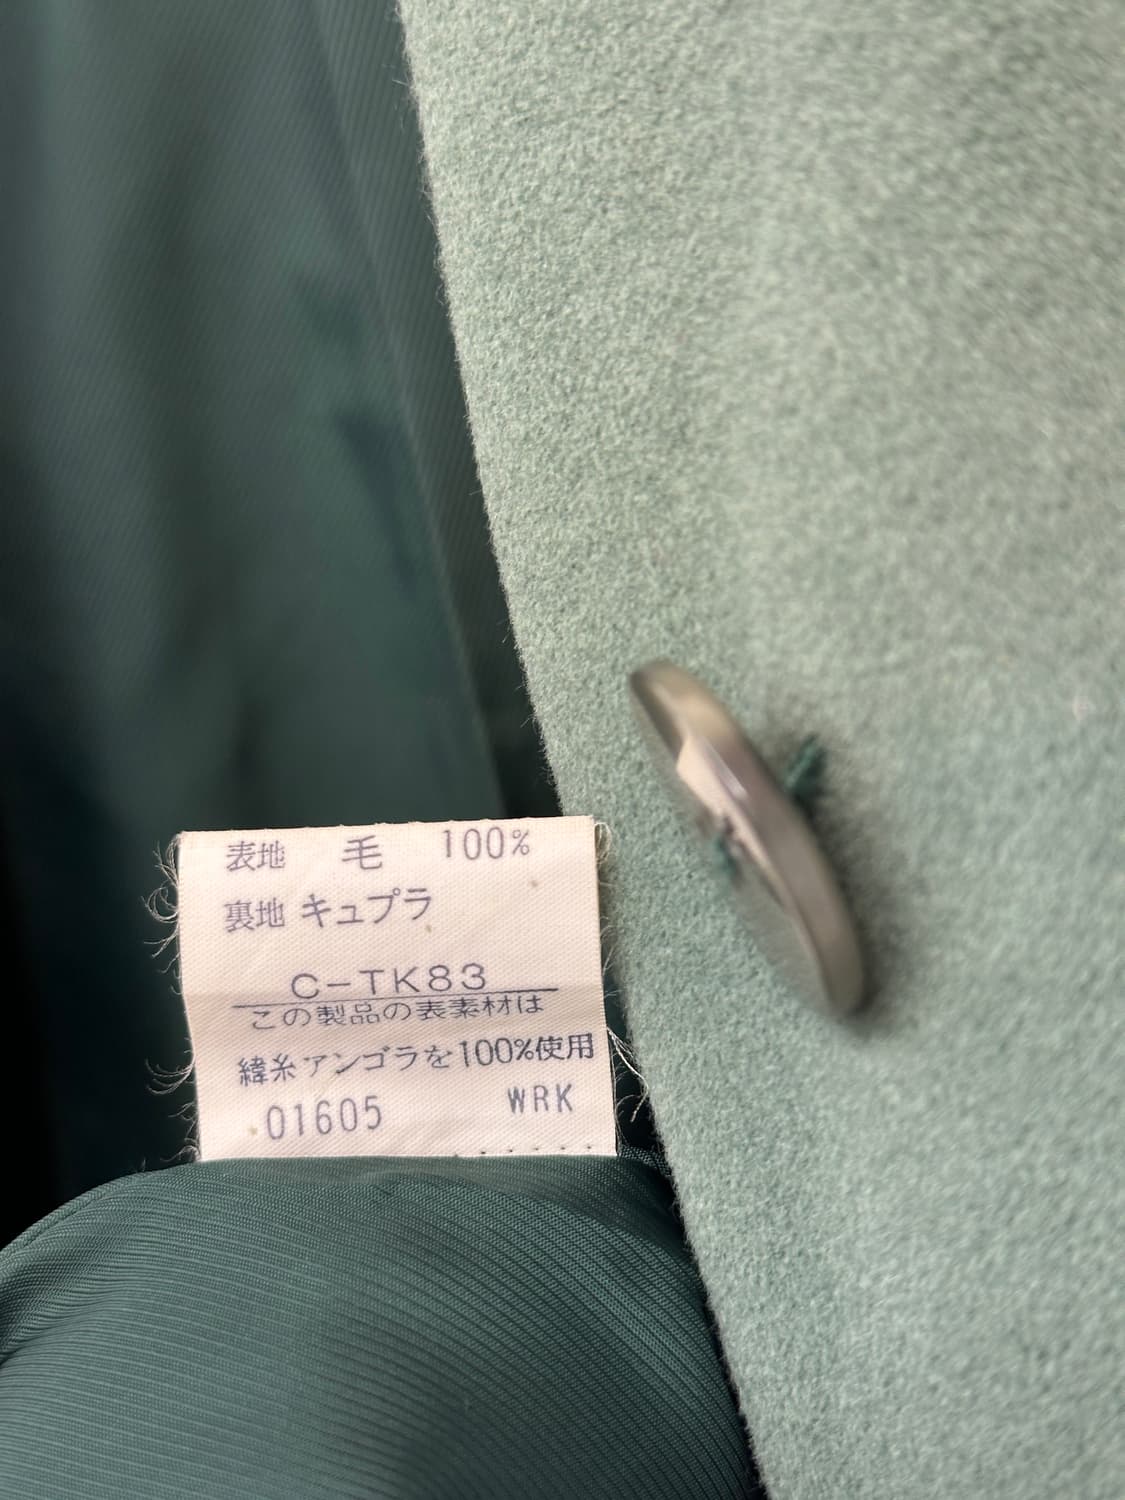 表地 毛 100%
裏地 キュプラ
C-TK83
この製品の表素材は
緯糸アンゴラを100%使用
01605 WRK